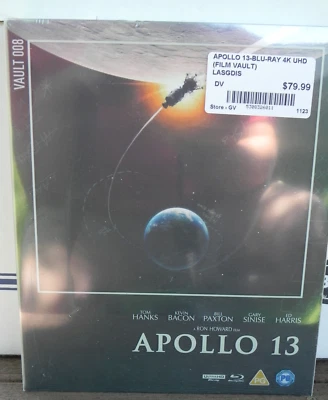 VAULT 008
APOLLO 13-BLU-RAY 4K UHD
(FILM VAULT)
LASGDIS
DV $79.99
Store - GV 1123
TOM HANKS KEVIN BACON BILL PAXTON GARY SINISE ED HARRIS
A RON HOWARD FILM
APOLLO 13
PG